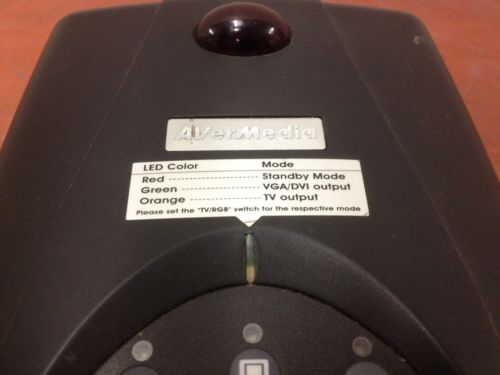 AVerMedia
LED Color Mode
Red ---------------------- Standby Mode
Green ------------------- VGA/DVI output
Orange ----------------- TV output
Please set the "TV/RGB" switch for the respective mode